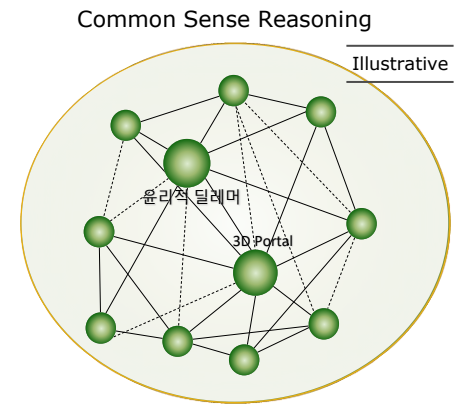 Common Sense Reasoning
Illustrative
윤리적 딜레머
3D Portal